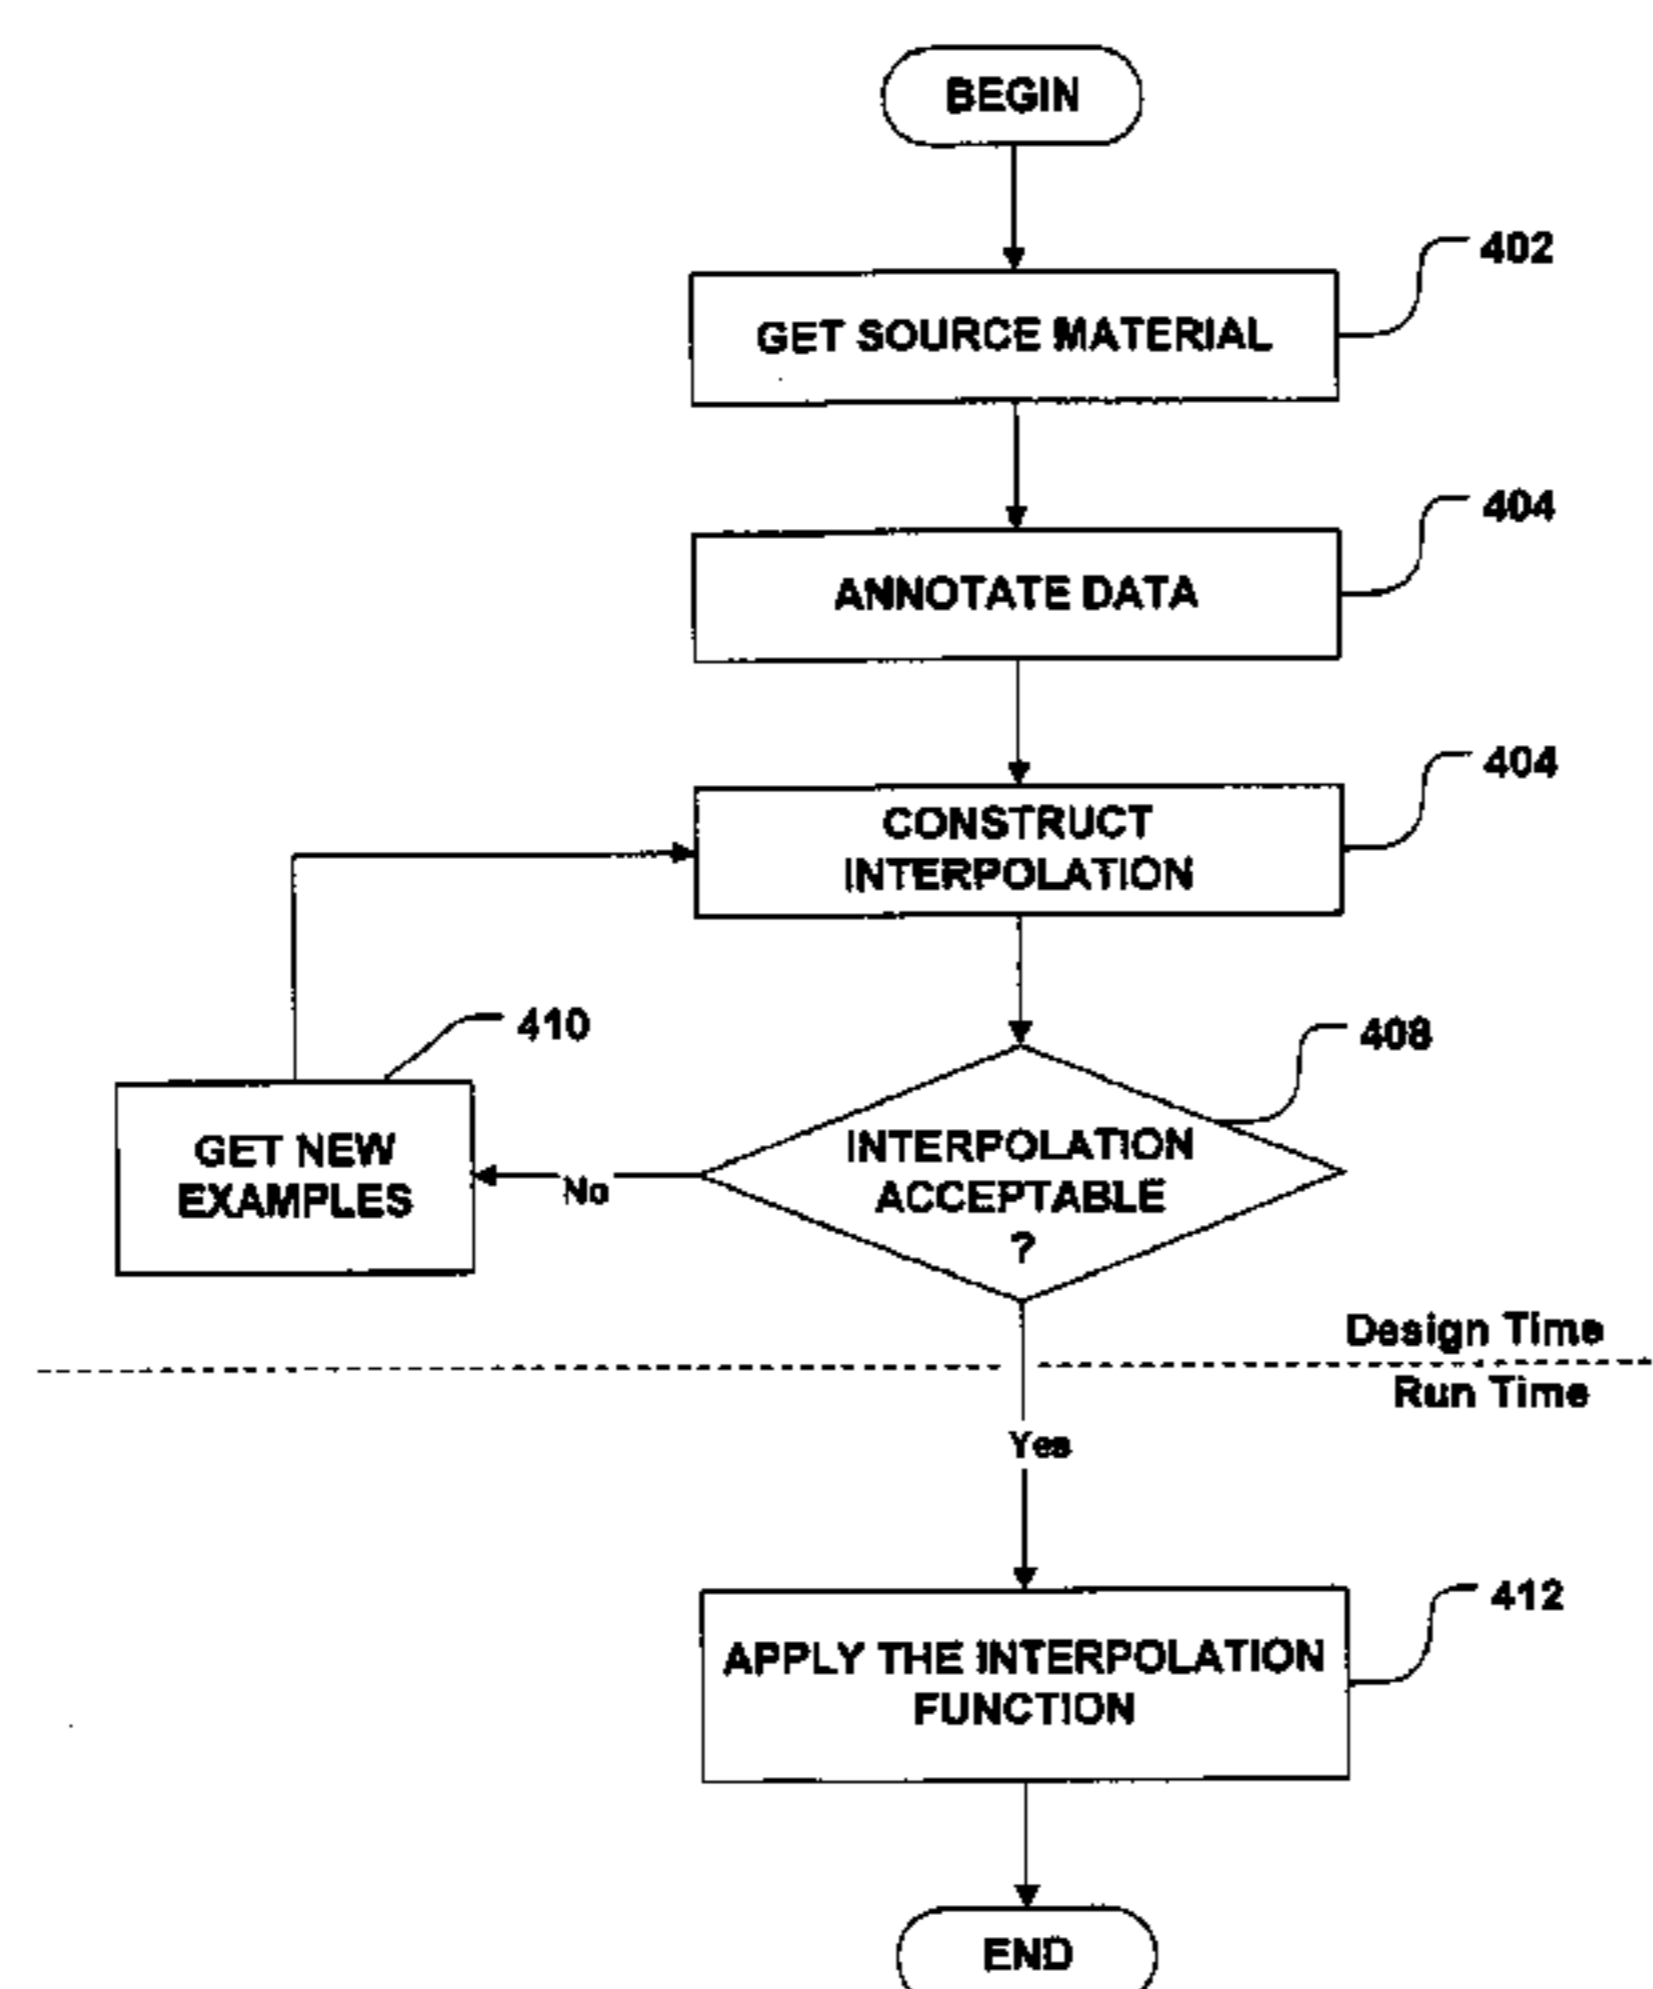 BEGIN
402
GET SOURCE MATERIAL
404
ANNOTATE DATA
404
CONSTRUCT
INTERPOLATION
410
408
GET NEW
EXAMPLES
No
INTERPOLATION
ACCEPTABLE
?
Design Time
Run Time
Yes
412
APPLY THE INTERPOLATION
FUNCTION
END